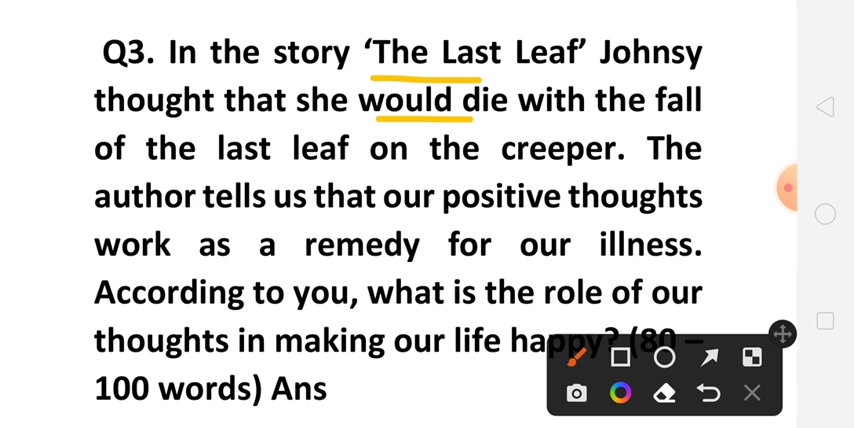 Q3. In the story ‘The Last Leaf’ Johnsy
thought that she would die with the fall
of the last leaf on the creeper. The
author tells us that our positive thoughts
work as a remedy for our illness.
According to you, what is the role of our
thoughts in making our life happy? (80 –
100 words) Ans